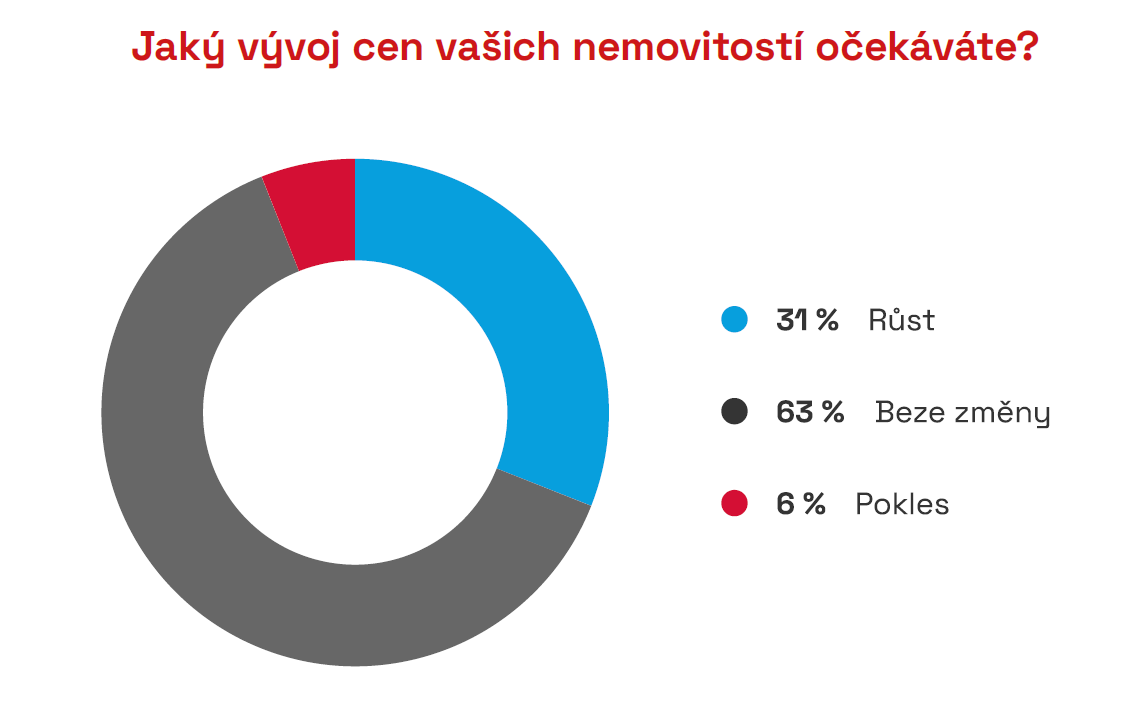 Jaký vývoj cen vašich nemovitostí očekáváte?
31 % Růst
63 % Beze změny
6 % Pokles